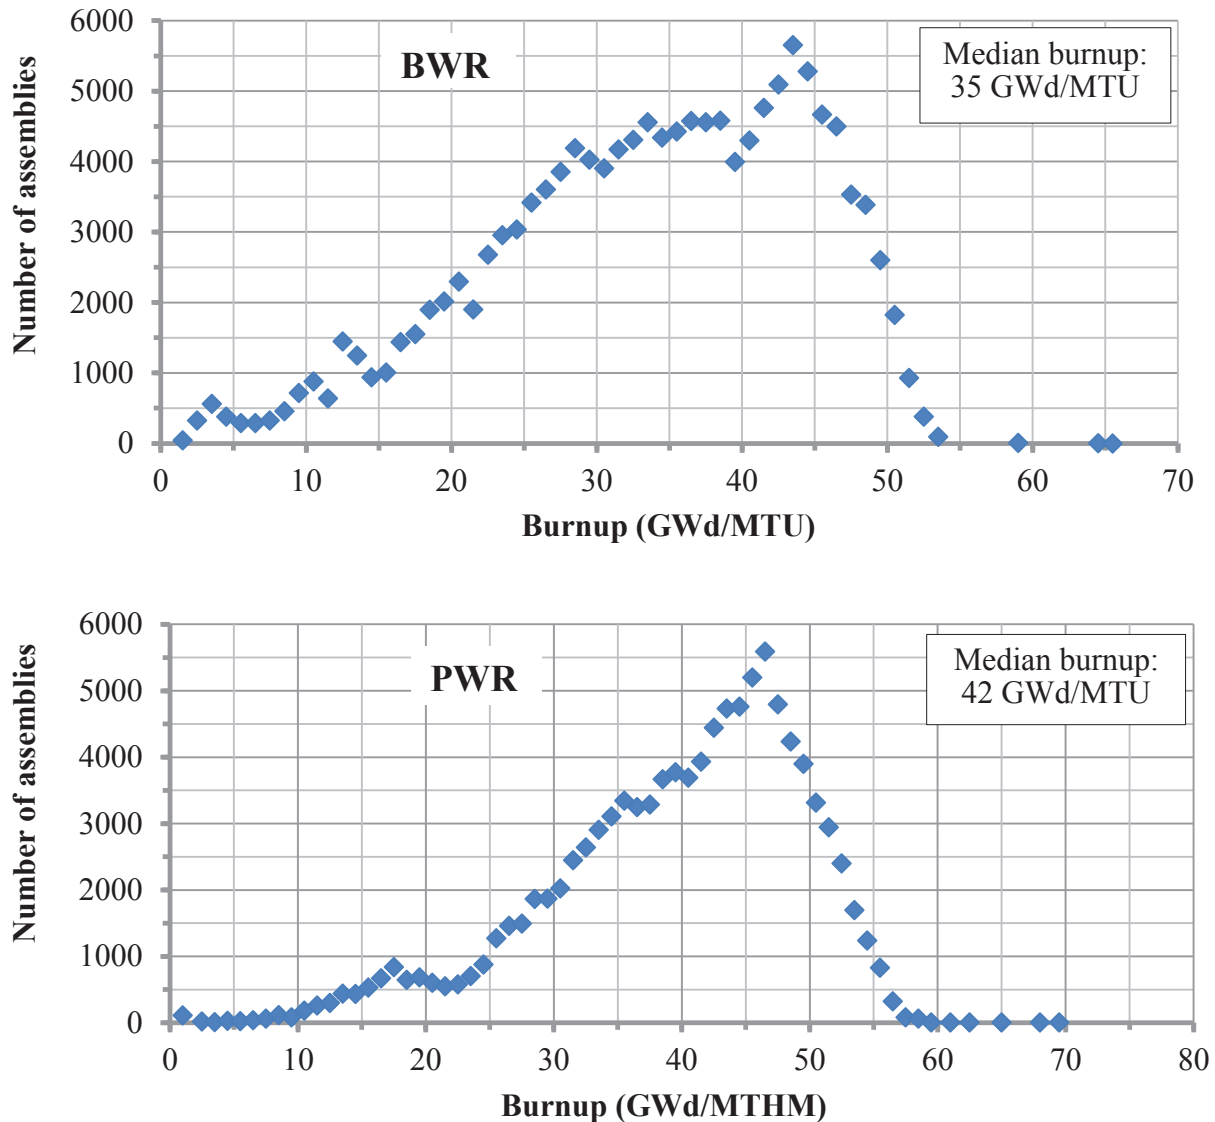 6000
5000
4000
3000
2000
1000
0
Number of assemblies
BWR
Median burnup:
35 GWd/MTU
0 10 20 30 40 50 60 70
Burnup (GWd/MTU)
6000
5000
4000
3000
2000
1000
0
Number of assemblies
PWR
Median burnup:
42 GWd/MTU
0 10 20 30 40 50 60 70 80
Burnup (GWd/MTHM)